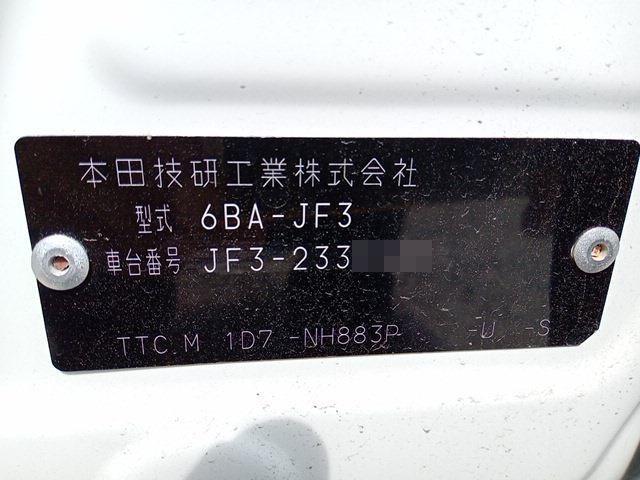 本田技研工業株式会社
型式 6BA-JF3
車台番号 JF3-233
TTC M 1D7 -NH883P -U -S